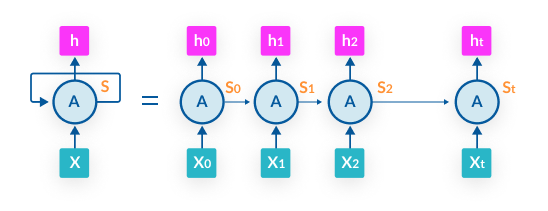 h h0 h1 h2 ht
S S0 S1 S2 St
A = A A A A
X X0 X1 X2 Xt